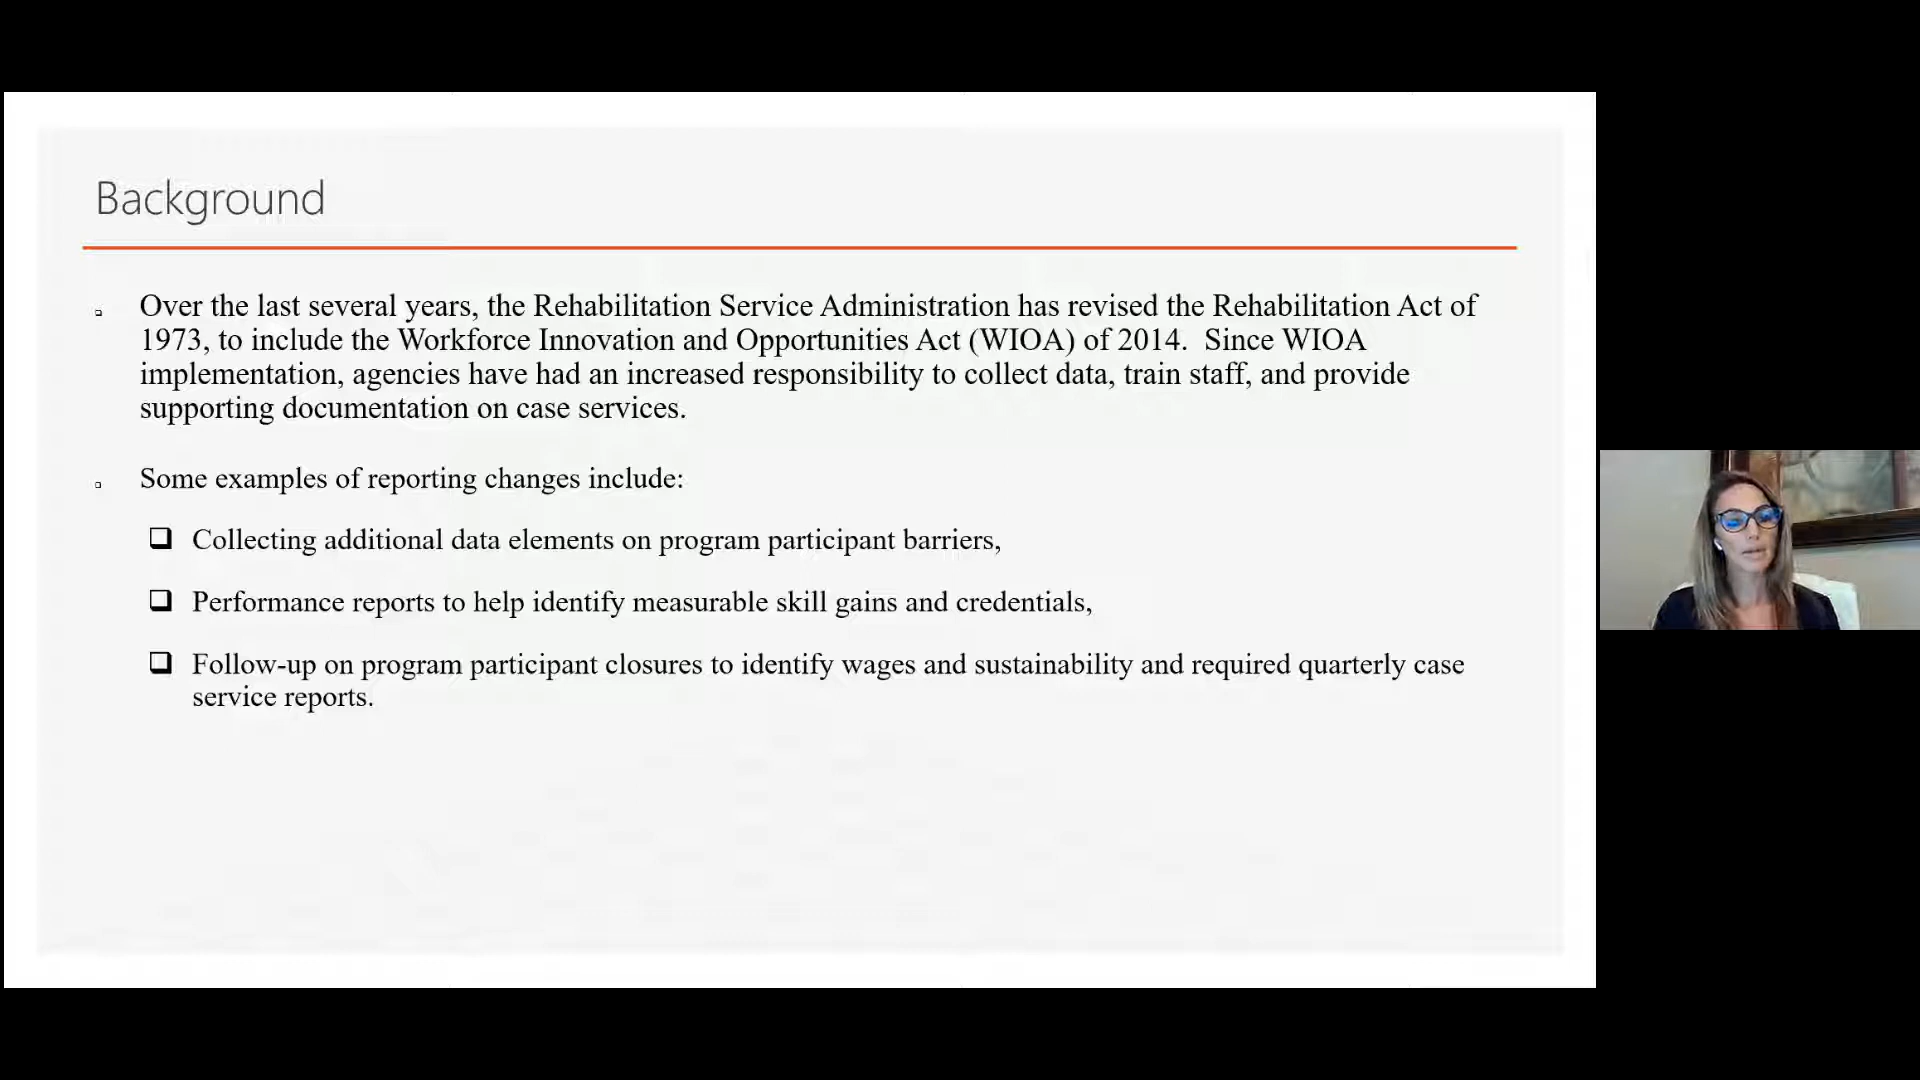 Background
Over the last several years, the Rehabilitation Service Administration has revised the Rehabilitation Act of
1973, to include the Workforce Innovation and Opportunities Act (WIOA) of 2014.  Since WIOA
implementation, agencies have had an increased responsibility to collect data, train staff, and provide
supporting documentation on case services.
Some examples of reporting changes include:
Collecting additional data elements on program participant barriers,
Performance reports to help identify measurable skill gains and credentials,
Follow-up on program participant closures to identify wages and sustainability and required quarterly case
service reports.